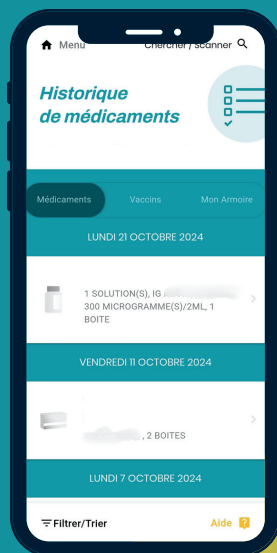 Menu
Chercher / Scanner
Historique
de médicaments
Médicaments
Vaccins
Mon Armoire
LUNDI 21 OCTOBRE 2024
1 SOLUTION(S), IG
300 MICROGRAMME(S)/2ML, 1
BOITE
VENDREDI 11 OCTOBRE 2024
, 2 BOITES
LUNDI 7 OCTOBRE 2024
Filtrer/Trier
Aide ?